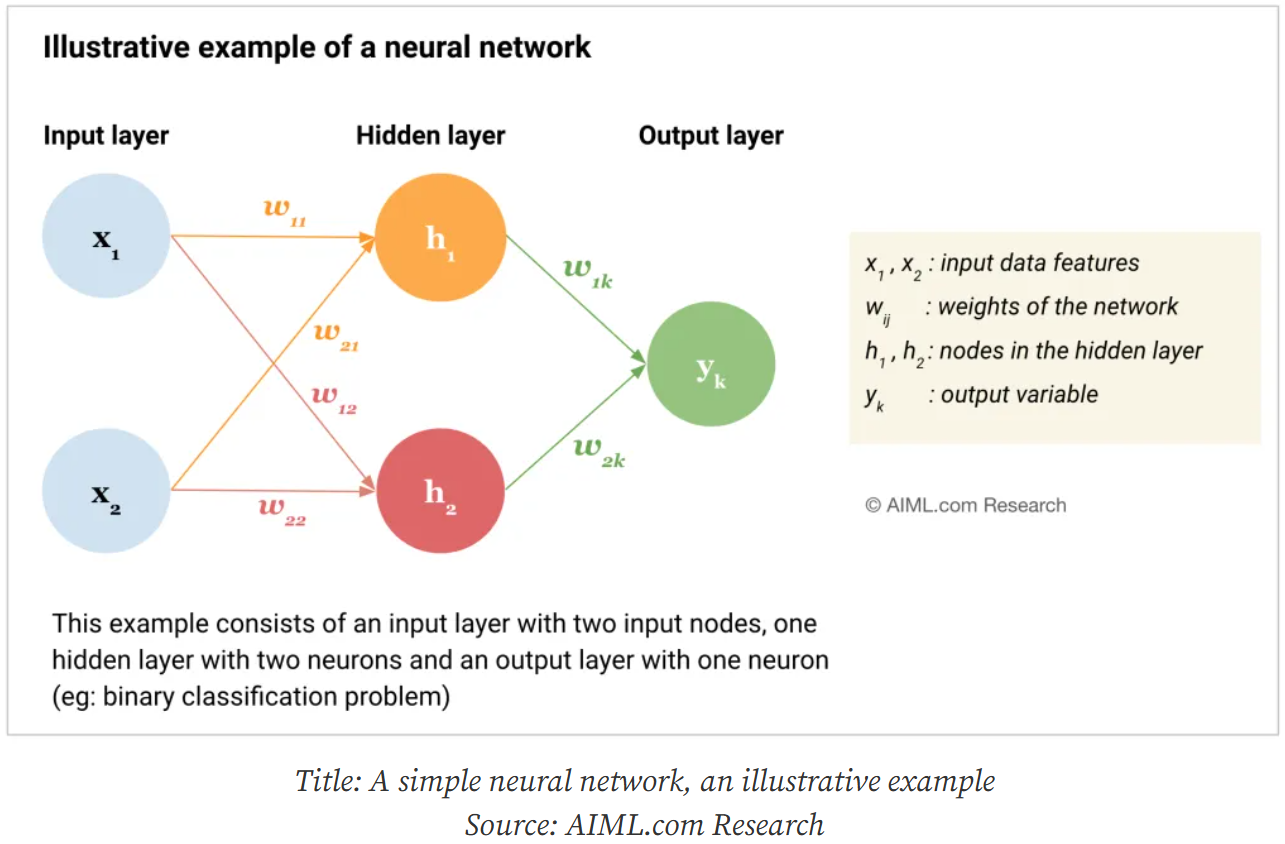 Illustrative example of a neural network
Input layer
Hidden layer
Output layer
x₁
w₁₁
h₁
w₁ₖ
w₂₁
yₖ
w₁₂
w₂ₖ
x₂
w₂₂
h₂
x₁ , x₂ : input data features
wᵢⱼ : weights of the network
h₁ , h₂ : nodes in the hidden layer
yₖ : output variable
© AIML.com Research
This example consists of an input layer with two input nodes, one
hidden layer with two neurons and an output layer with one neuron
(eg: binary classification problem)
Title: A simple neural network, an illustrative example
Source: AIML.com Research